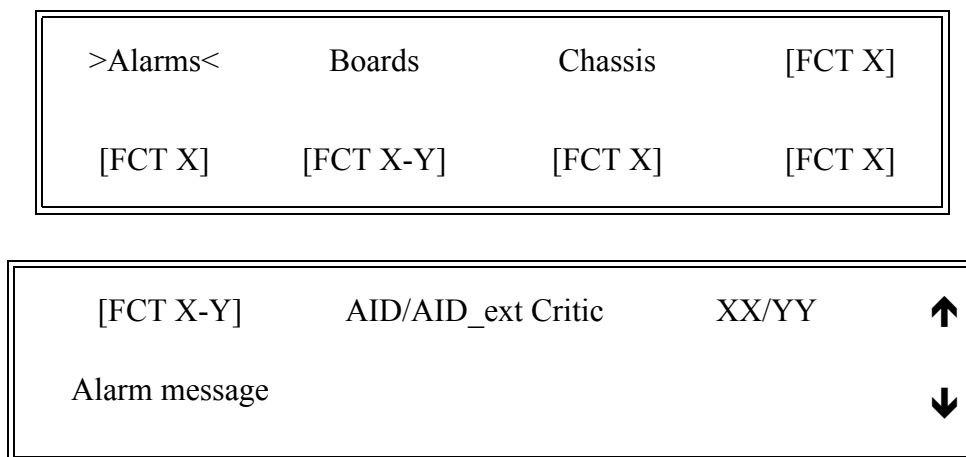 >Alarms< Boards Chassis [FCT X]
[FCT X] [FCT X-Y] [FCT X] [FCT X]
[FCT X-Y] AID/AID_ext Critic XX/YY ↑
Alarm message ↓